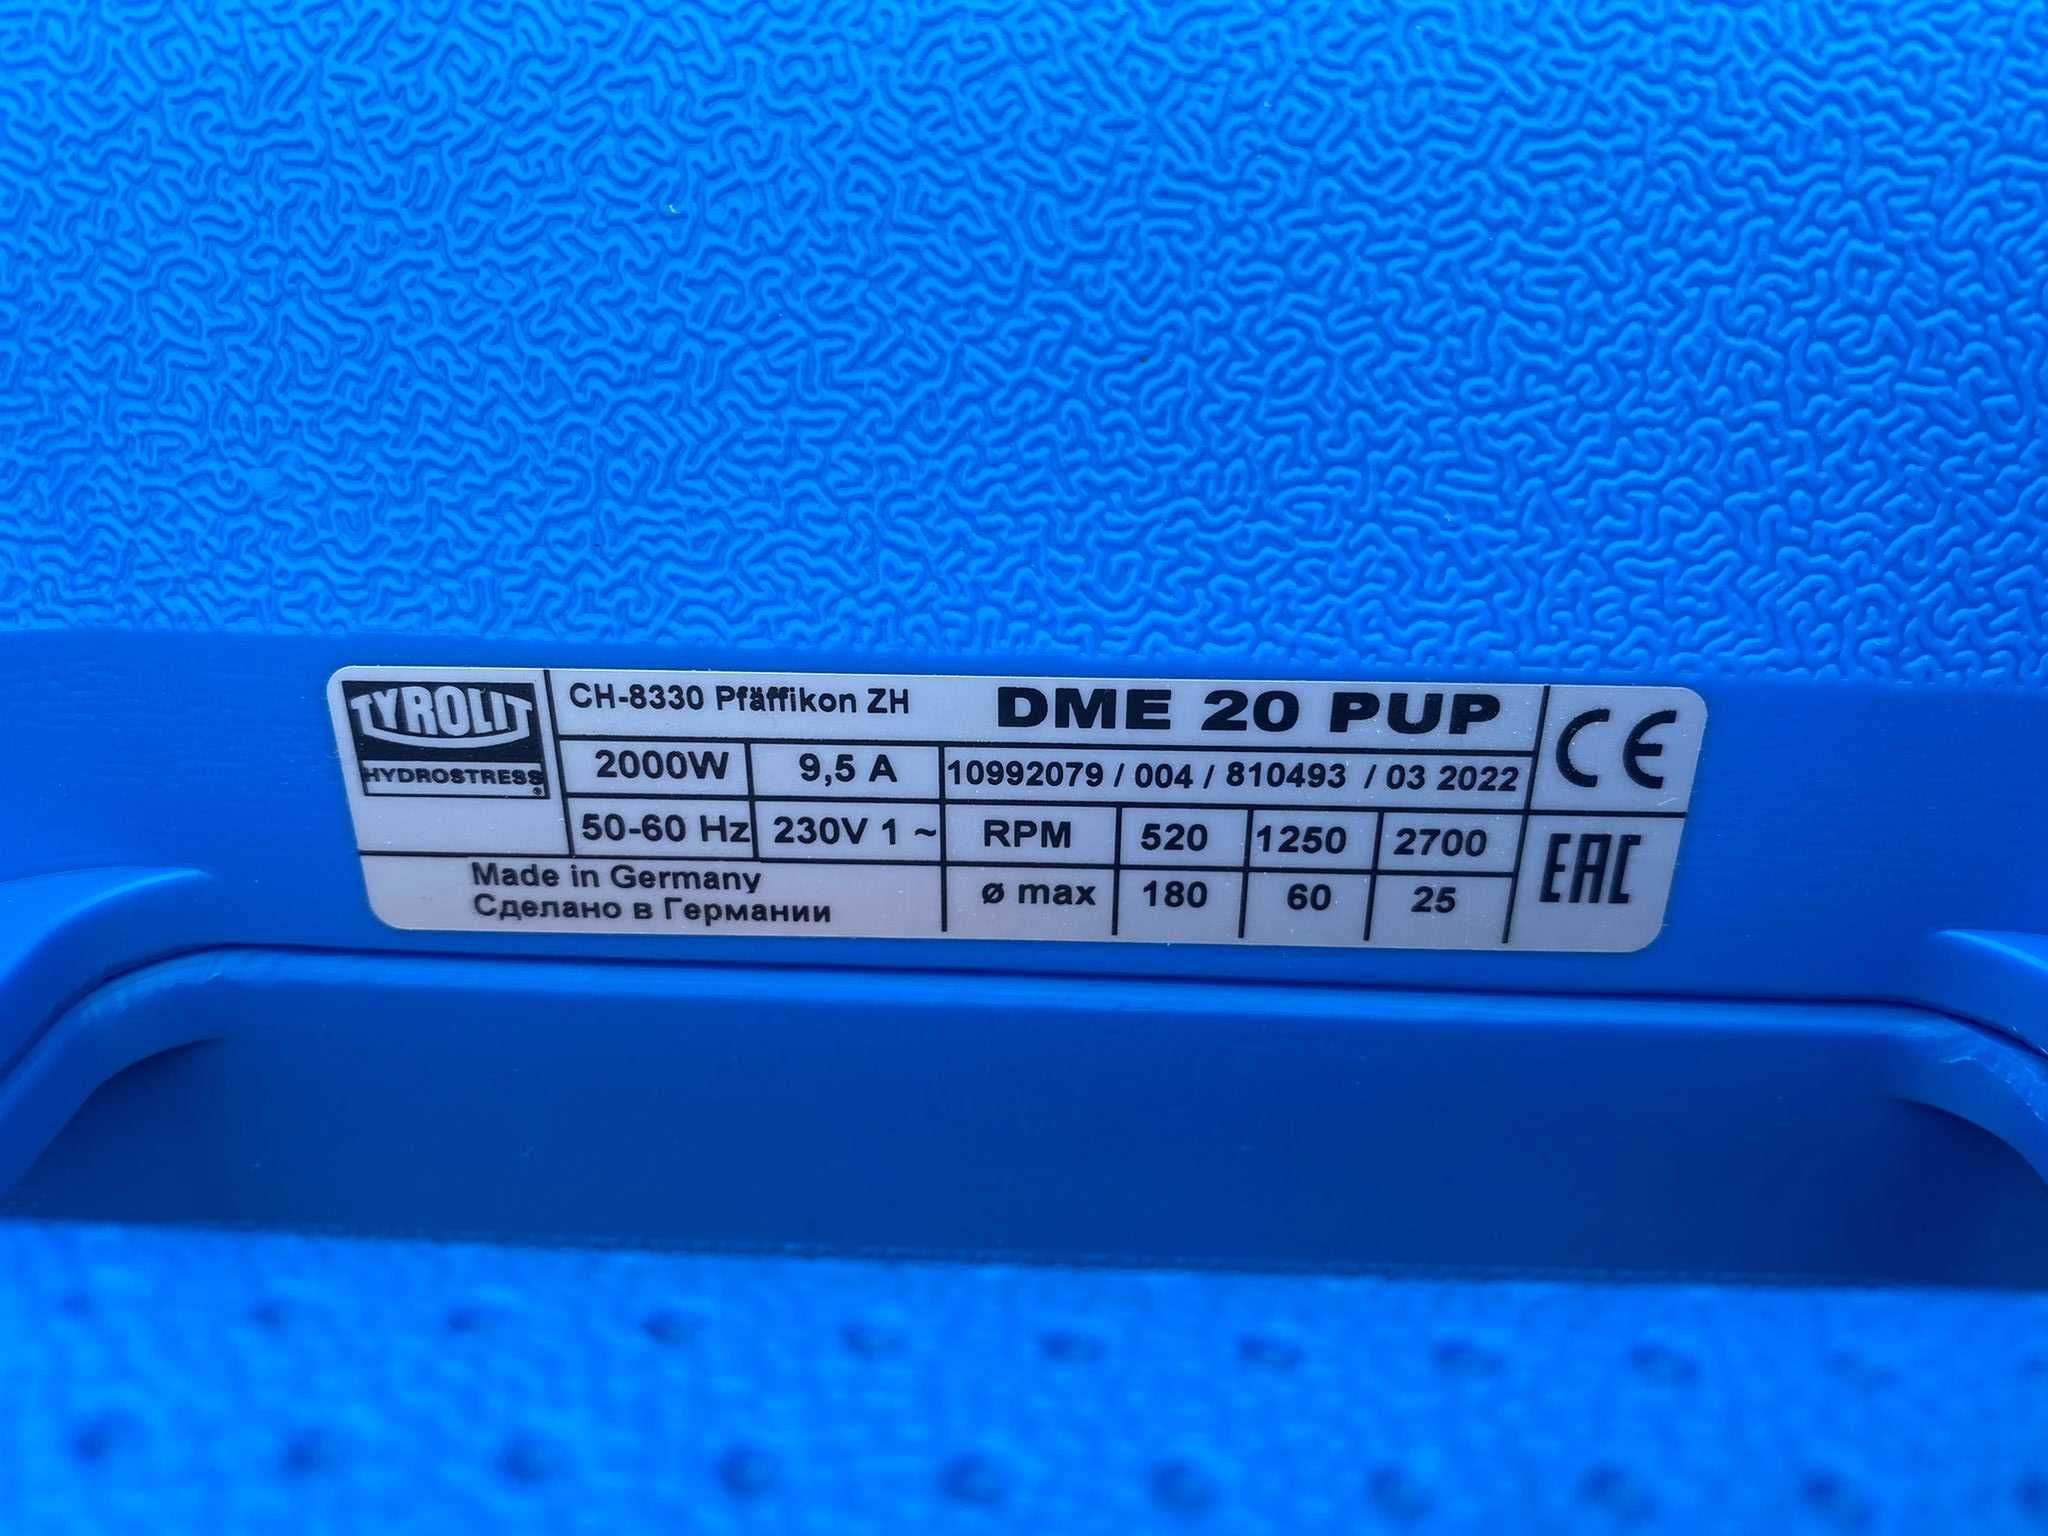 TYROLIT
HYDROSTRESS®
CH-8330 Pfäffikon ZH
DME 20 PUP
CE
2000W 9,5 A 10992079 / 004 / 810493 / 03 2022
50-60 Hz 230V 1 ~ RPM 520 1250 2700
EAC
ø max 180 60 25
Made in Germany
Сделано в Германии